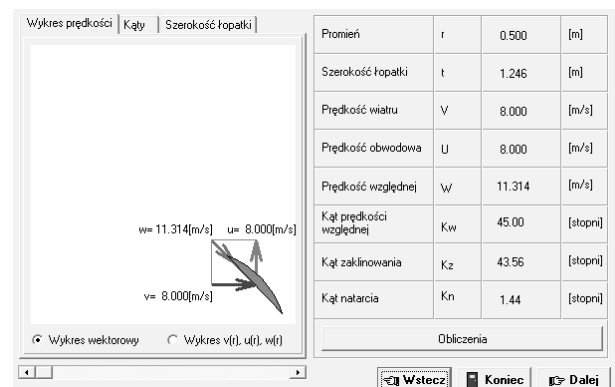 Wykres prędkości Kąty Szerokość łopatki
w= 11.314[m/s] u= 8.000[m/s]
v= 8.000[m/s]
Wykres wektorowy Wykres v(r), u(r), w(r)
Promień r 0.500 [m]
Szerokość łopatki t 1.246 [m]
Prędkość wiatru V 8.000 [m/s]
Prędkość obwodowa U 8.000 [m/s]
Prędkość względnej W 11.314 [m/s]
Kąt prędkości
względnej Kw 45.00 [stopni]
Kąt zaklinowania Kz 43.56 [stopni]
Kąt natarcia Kn 1.44 [stopni]
Obliczenia
Wstecz Koniec Dalej